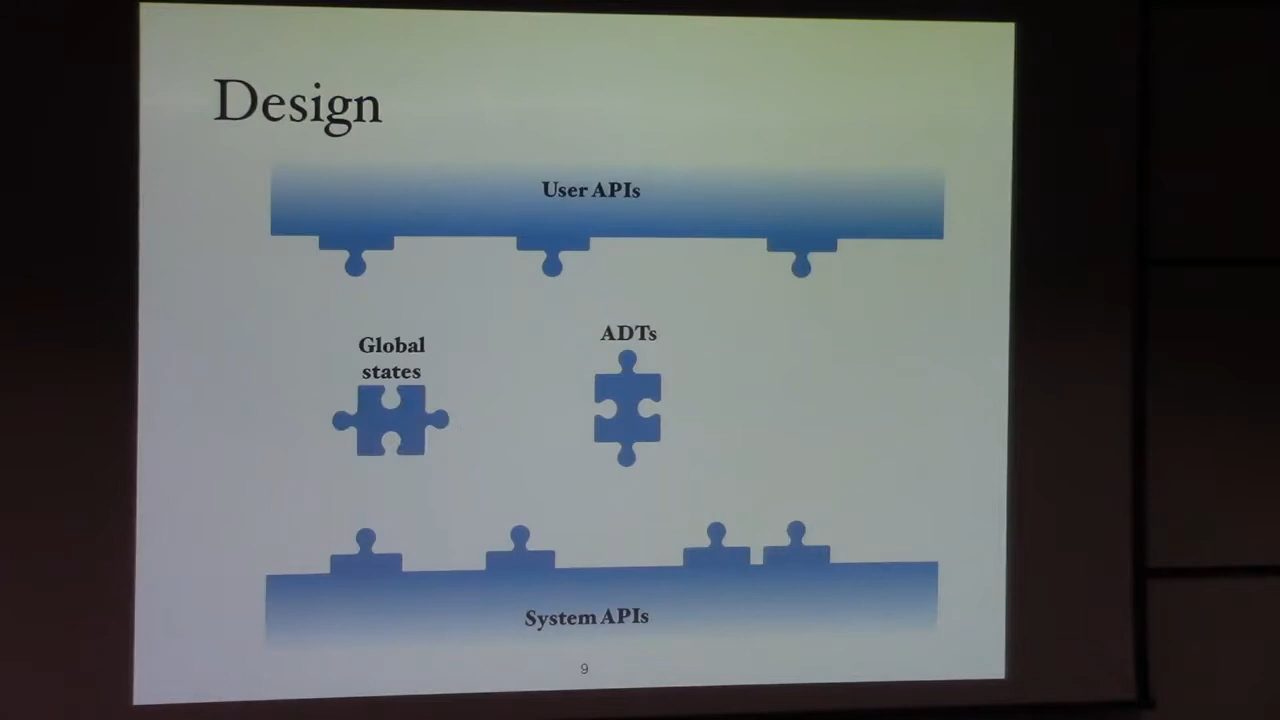 Design
User APIs
Global
states
ADTs
System APIs
9